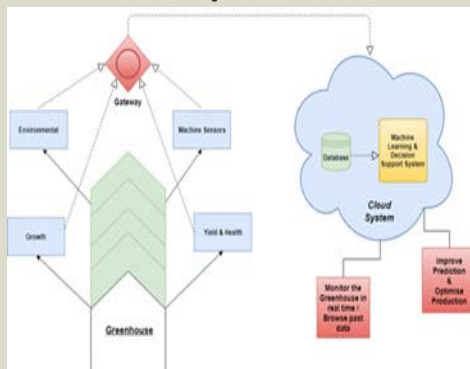 Gateway
Environmental
Machine Sensors
Growth
Yield & Health
Greenhouse
Database
Machine
Learning &
Decision
Support System
Cloud
System
Monitor the
Greenhouse in
real time /
Browse past
data
Improve
Prediction
&
Optimise
Production